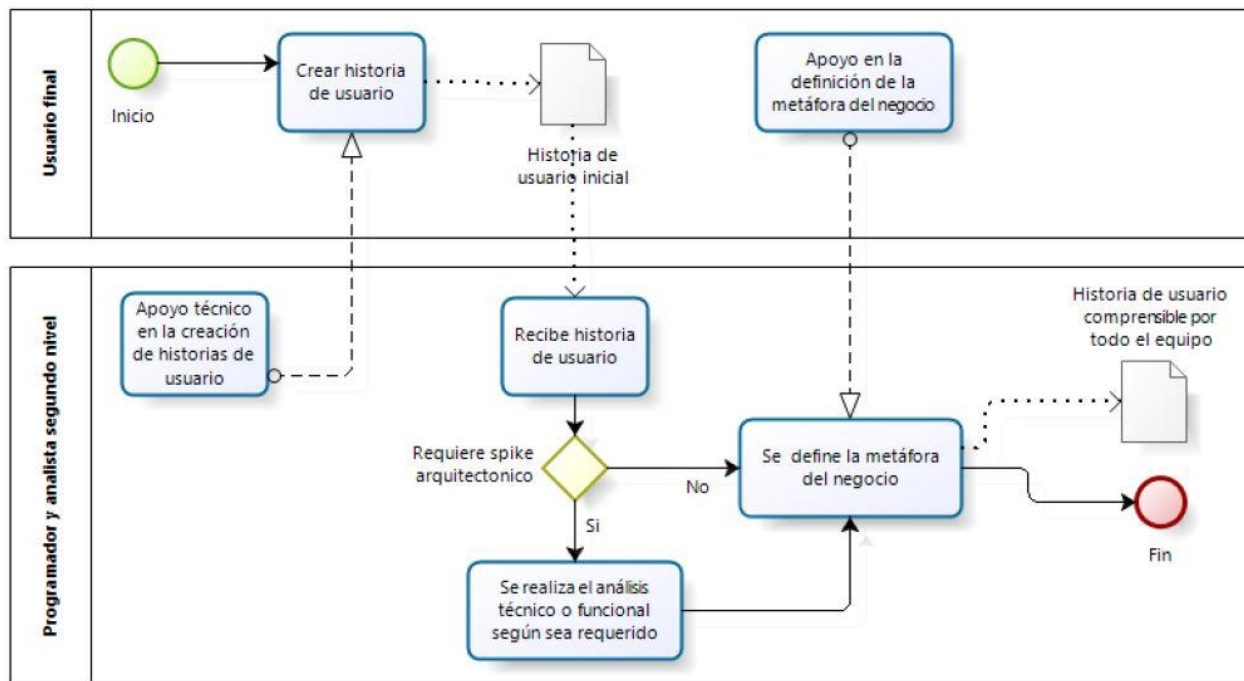 Usuario final
Inicio
Crear historia
de usuario
Historia de
usuario inicial
Apoyo en la
definición de la
metáfora del negocio
Programador y analista segundo nivel
Apoyo técnico
en la creación
de historias de
usuario
Recibe historia
de usuario
Requiere spike
arquitectonico
No
Si
Se realiza el análisis
técnico o funcional
según sea requerido
Se define la metáfora
del negocio
Historia de usuario
comprensible por
todo el equipo
Fin